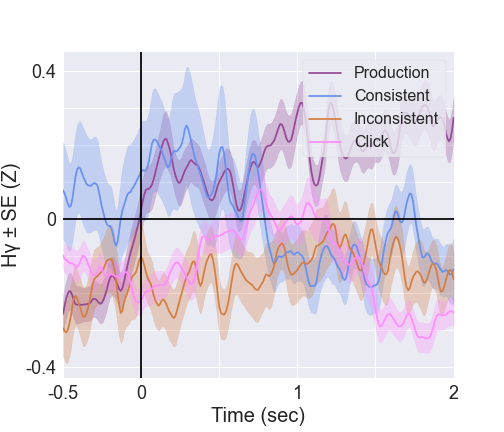 Production
Consistent
Inconsistent
Click
0.4
0
-0.4
Hγ ± SE (Z)
-0.5 0 1 2
Time (sec)